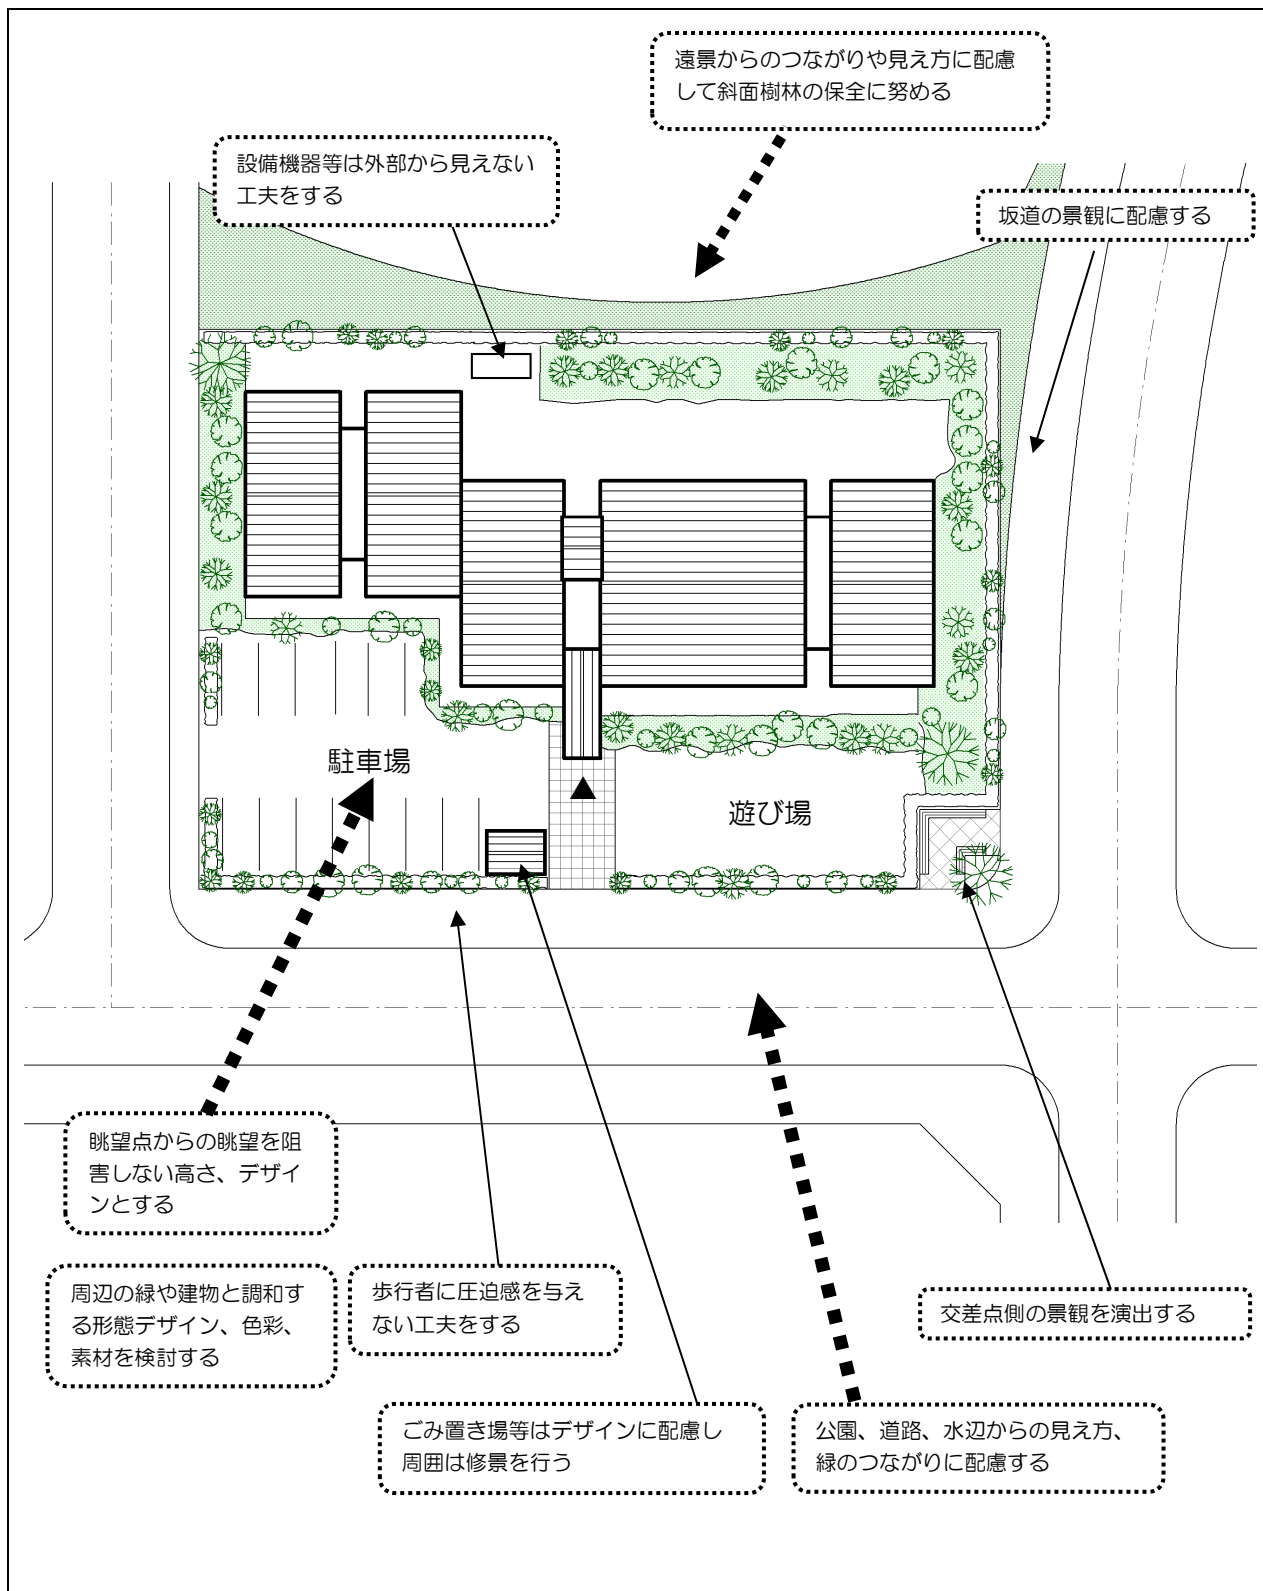 遠景からのつながりや見え方に配慮
して斜面樹林の保全に努める
設備機器等は外部から見えない
工夫をする
坂道の景観に配慮する
駐車場
遊び場
眺望点からの眺望を阻
害しない高さ、デザイ
ンとする
周辺の緑や建物と調和す
る形態デザイン、色彩、
素材を検討する
歩行者に圧迫感を与え
ない工夫をする
交差点側の景観を演出する
ごみ置き場等はデザインに配慮し
周囲は修景を行う
公園、道路、水辺からの見え方、
緑のつながりに配慮する